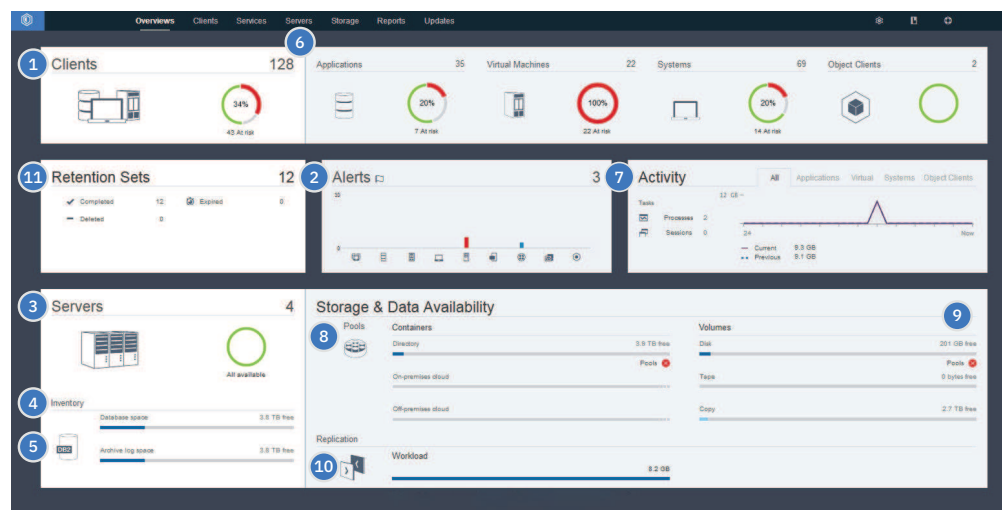 Overviews Clients Services Servers Storage Reports Updates
6
1 Clients 128
Applications 35 Virtual Machines 22 Systems 69 Object Clients 2
34% 20% 100% 20%
43 At risk 7 At risk 22 At risk 14 At risk
11 Retention Sets 12
Completed 12 Expired 0
Deleted 0
2 Alerts 3
0
7 Activity All Applications Virtual Systems Object Clients
12 GB
Tasks
Processes 2
Sessions 0
24 Now
Current 9.3 GB
Previous 9.1 GB
3 Servers 4
All available
4 Inventory
Database space 3.8 TB free
5 DB2 Archive log space 3.8 TB free
Storage & Data Availability 9
8 Pools Containers Volumes
Directory 3.9 TB free Disk 201 GB free
Pools Pools
On-premises cloud Tape 0 bytes free
Off-premises cloud Copy 2.7 TB free
Replication
10 Workload
8.2 GB